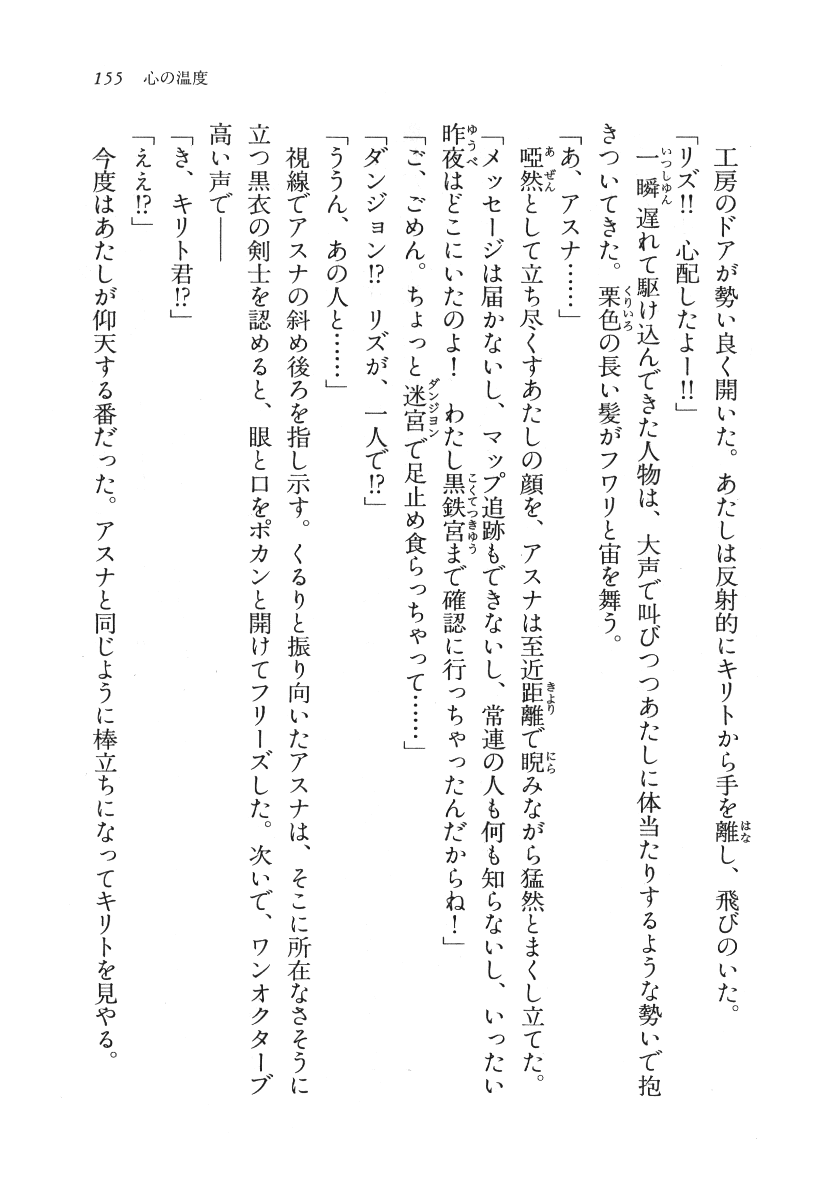 155 心の温度
工房のドアが勢い良く開いた。あたしは反射的にキリトから手を離し、飛びのいた。
「リズ!! 心配したよー!!」
一瞬遅れて駆け込んできた人物は、大声で叫びつつあたしに体当たりするような勢いで抱
きついてきた。栗色の長い髪がフワリと宙を舞う。
「あ、アスナ……」
啞然として立ち尽くすあたしの顔を、アスナは至近距離で睨みながら猛然とまくし立てた。
「メッセージは届かないし、マップ追跡もできないし、常連の人も何も知らないし、いったい
昨夜はどこにいたのよ! わたし黒鉄宮まで確認に行っちゃったんだからね!」
「ご、ごめん。ちょっと迷宮で足止め食らっちゃって……」
「ダンジョン!? リズが、一人で!?」
「ううん、あの人と……」
視線でアスナの斜め後ろを指し示す。くるりと振り向いたアスナは、そこに所在なさそうに
立つ黒衣の剣士を認めると、眼と口をポカンと開けてフリーズした。次いで、ワンオクターブ
高い声で——
「き、キリト君!?」
「ええ!?」
今度はあたしが仰天する番だった。アスナと同じように棒立ちになってキリトを見やる。